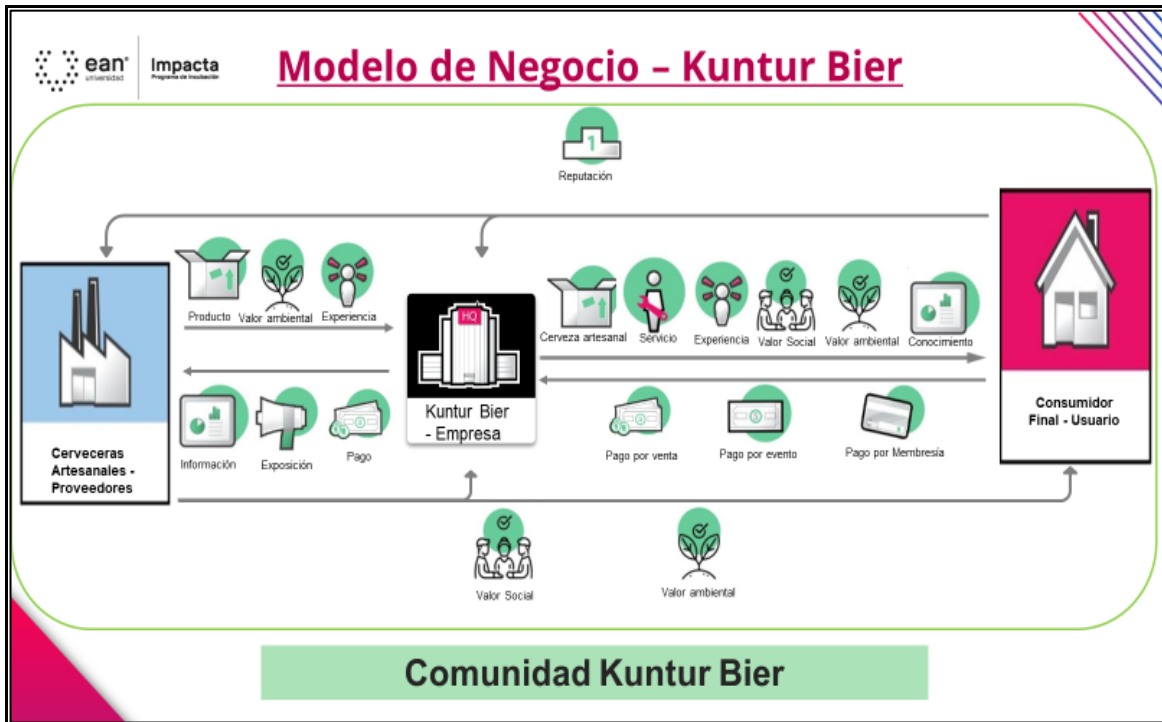 ean®
universidad
Impacta
Programa de Incubación
Modelo de Negocio – Kuntur Bier
1
Reputación
Producto
Valor ambiental
Experiencia
HQ
Cerveza artesanal
Servicio
Experiencia
Valor Social
Valor ambiental
Conocimiento
Kuntur Bier
- Empresa
Información
Exposición
Pago
Pago por venta
Pago por evento
Pago por Membresía
Cerveceras
Artesanales -
Proveedores
Consumidor
Final - Usuario
Valor Social
Valor ambiental
Comunidad Kuntur Bier